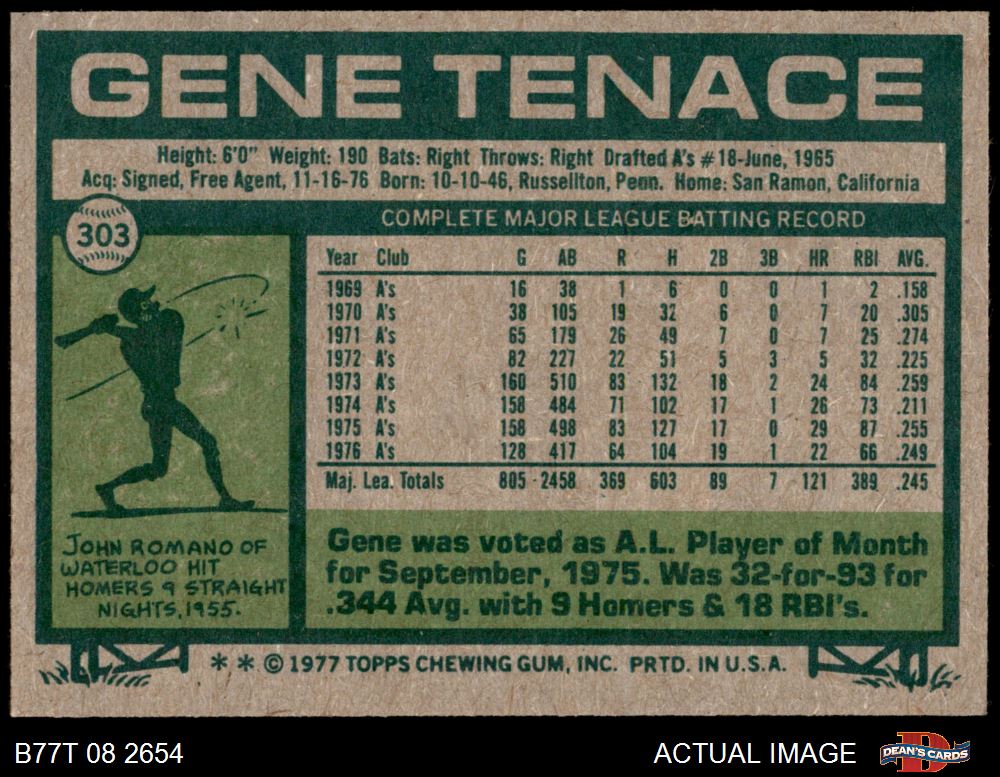 GENE TENACE
Height: 6'0" Weight: 190 Bats: Right Throws: Right Drafted A's #18-June, 1965
Acq: Signed, Free Agent, 11-16-76 Born: 10-10-46, Russellton, Penn. Home: San Ramon, California
303
COMPLETE MAJOR LEAGUE BATTING RECORD
Year Club G AB R H 2B 3B HR RBI AVG.
1969 A's 16 38 1 6 0 0 1 2 .158
1970 A's 38 105 19 32 6 0 7 20 .305
1971 A's 65 179 26 49 7 0 7 25 .274
1972 A's 82 227 22 51 5 3 5 32 .225
1973 A's 160 510 83 132 18 2 24 84 .259
1974 A's 158 484 71 102 17 1 26 73 .211
1975 A's 158 498 83 127 17 0 29 87 .255
1976 A's 128 417 64 104 19 1 22 66 .249
Maj. Lea. Totals 805 2458 369 603 89 7 121 389 .245
JOHN ROMANO OF
WATERLOO HIT
HOMERS 9 STRAIGHT
NIGHTS, 1955.
Gene was voted as A.L. Player of Month
for September, 1975. Was 32-for-93 for
.344 Avg. with 9 Homers & 18 RBI's.
** © 1977 TOPPS CHEWING GUM, INC. PRTD. IN U.S.A.
B77T 08 2654
ACTUAL IMAGE
DEAN'S CARDS